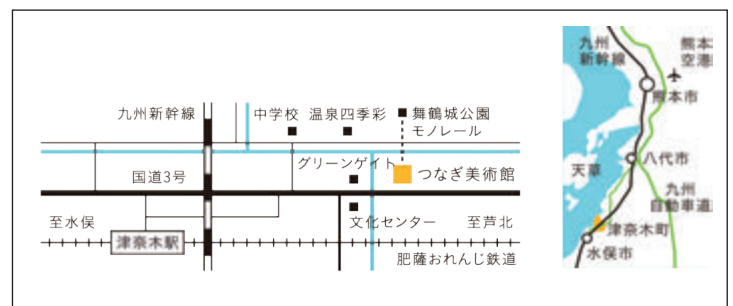 九州新幹線
中学校
温泉四季彩
舞鶴城公園
モノレール
グリーンゲイト
つなぎ美術館
国道3号
至水俣
文化センター
至芦北
津奈木駅
肥薩おれんじ鉄道
九州
新幹線
熊本
空港
熊本市
八代市
天草
九州
自動車道
津奈木町
水俣市